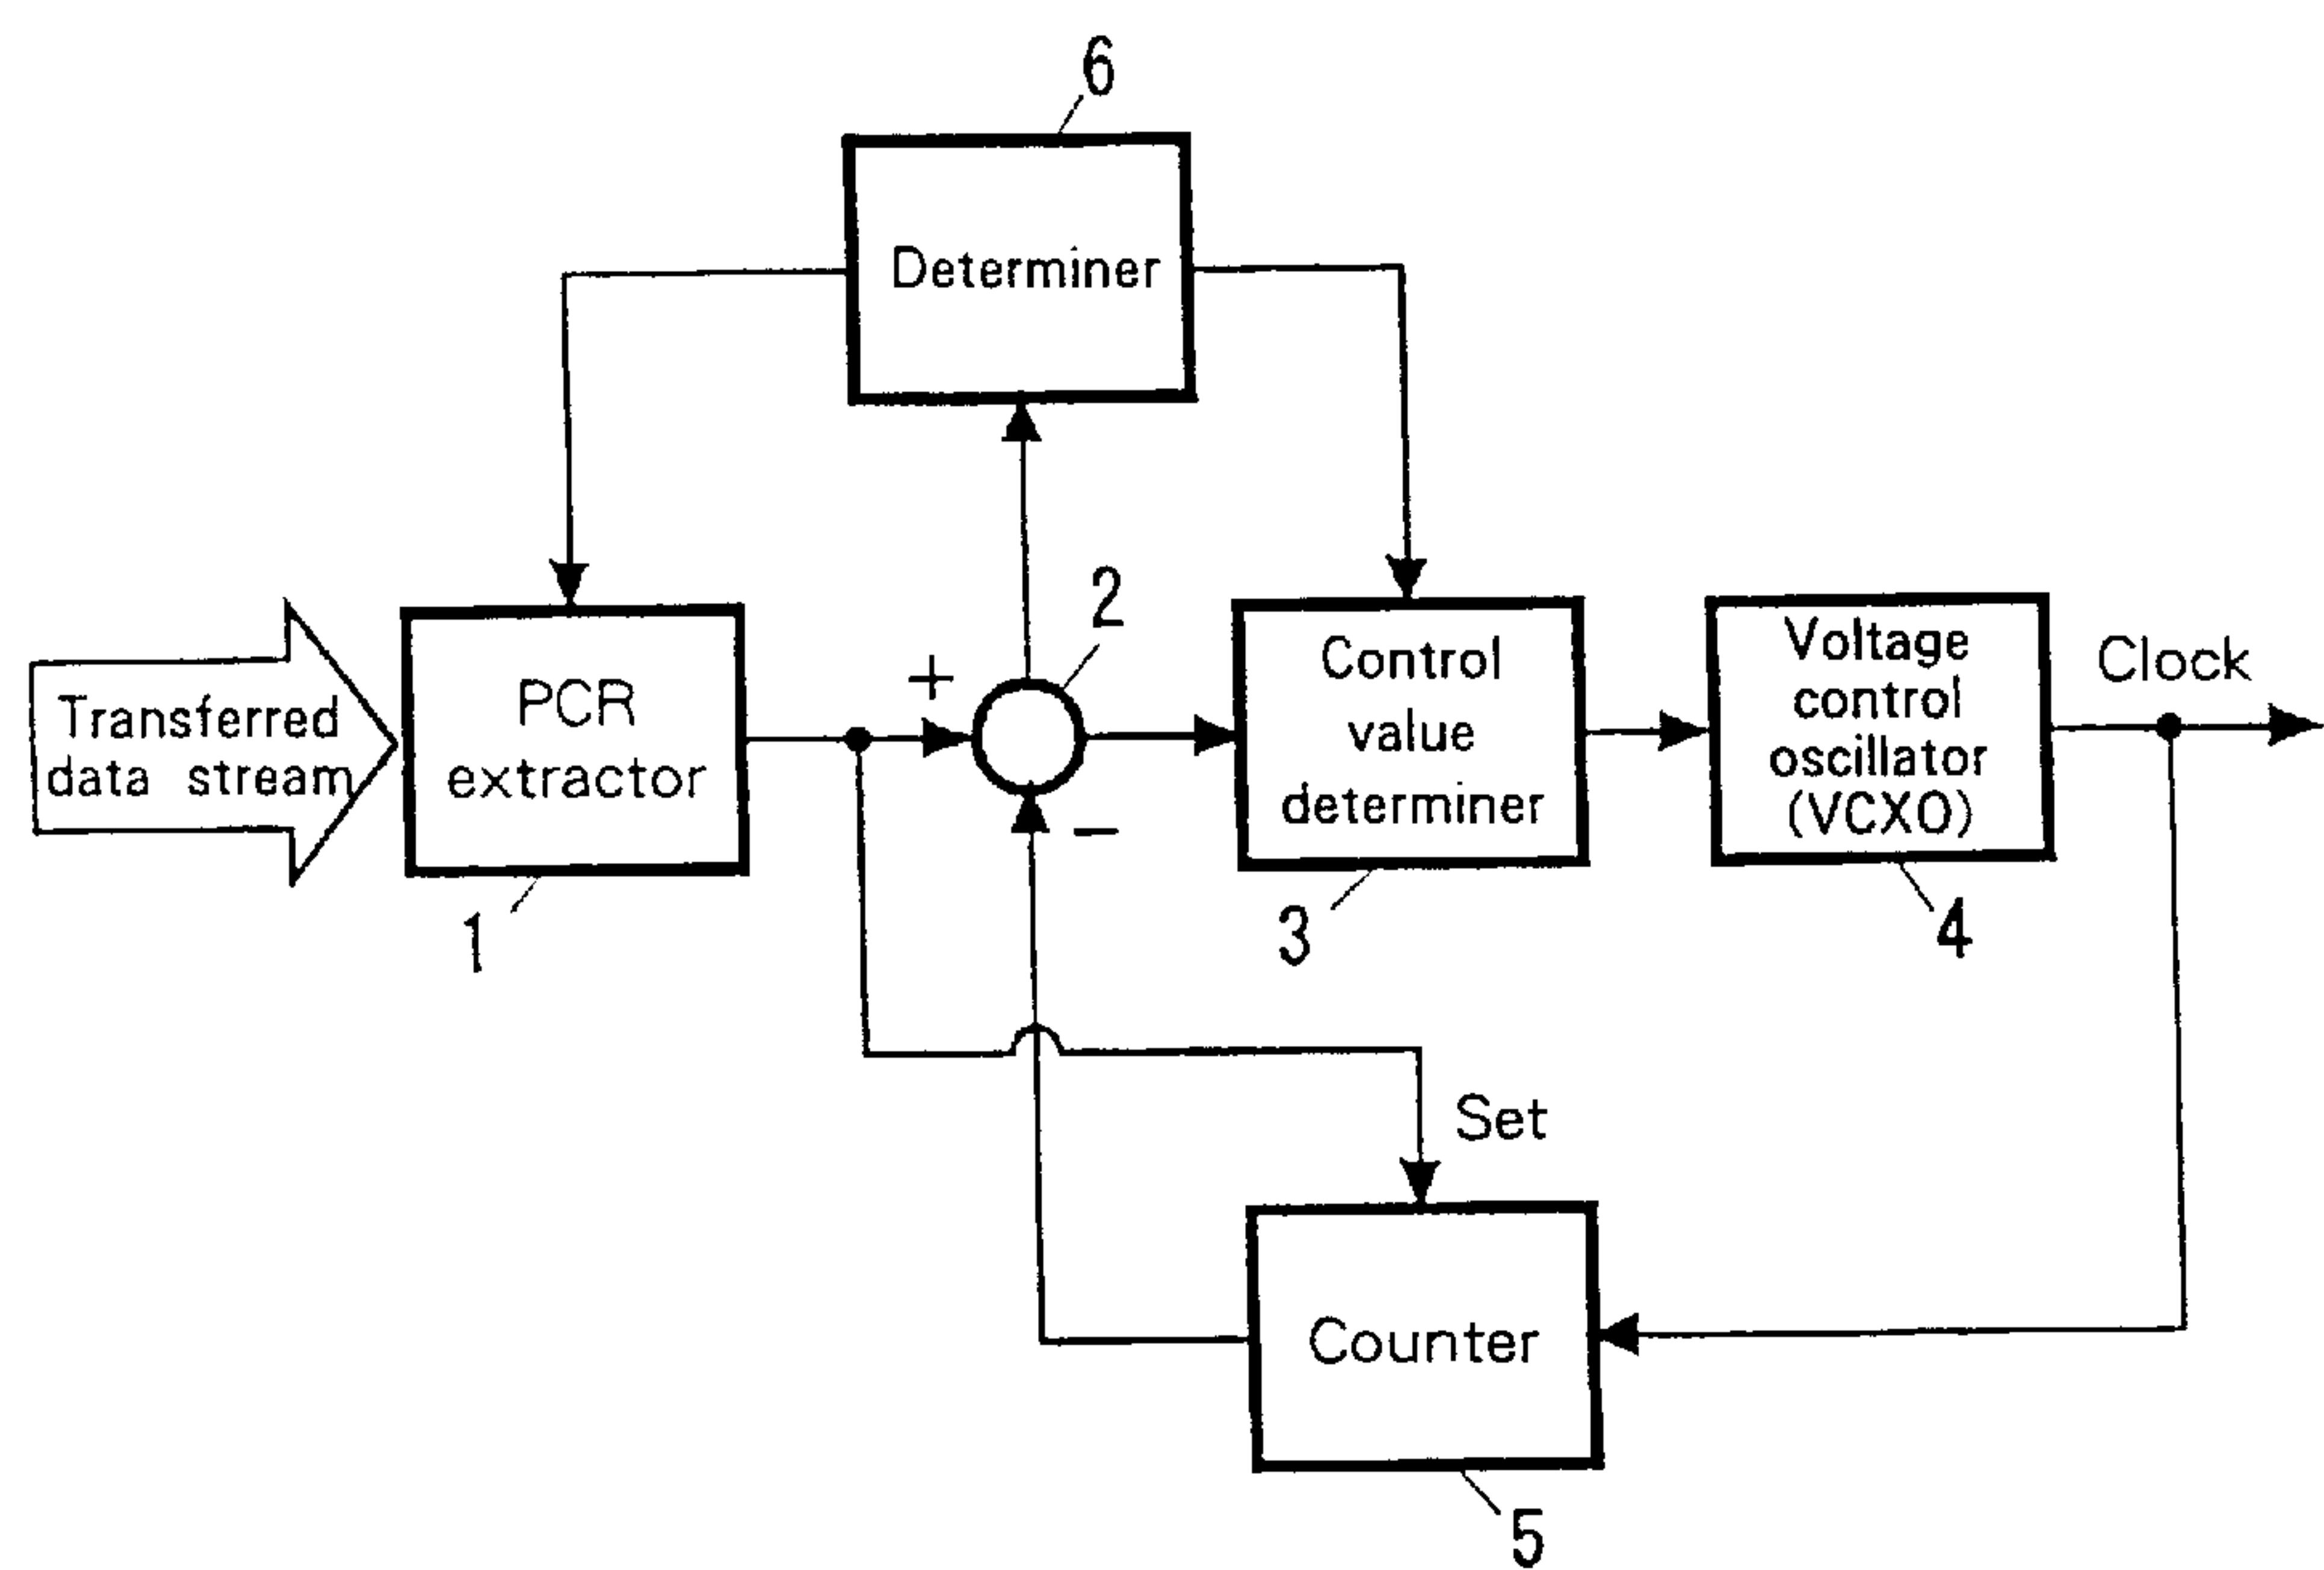 6
Determiner
2
+
Transferred
data stream
PCR
extractor
Control
value
determiner
Voltage
control
oscillator
(VCXO)
Clock
−
1
3
4
Set
Counter
5